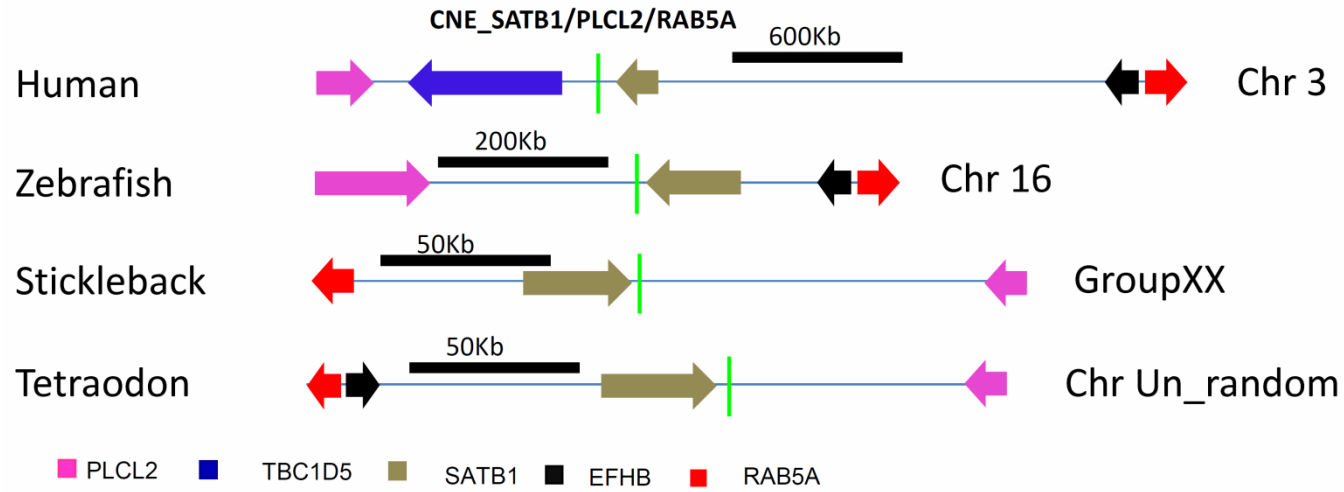 CNE_SATB1/PLCL2/RAB5A
600Kb
Human
Chr 3
200Kb
Zebrafish
Chr 16
50Kb
Stickleback
GroupXX
50Kb
Tetraodon
Chr Un_random
PLCL2 TBC1D5 SATB1 EFHB RAB5A